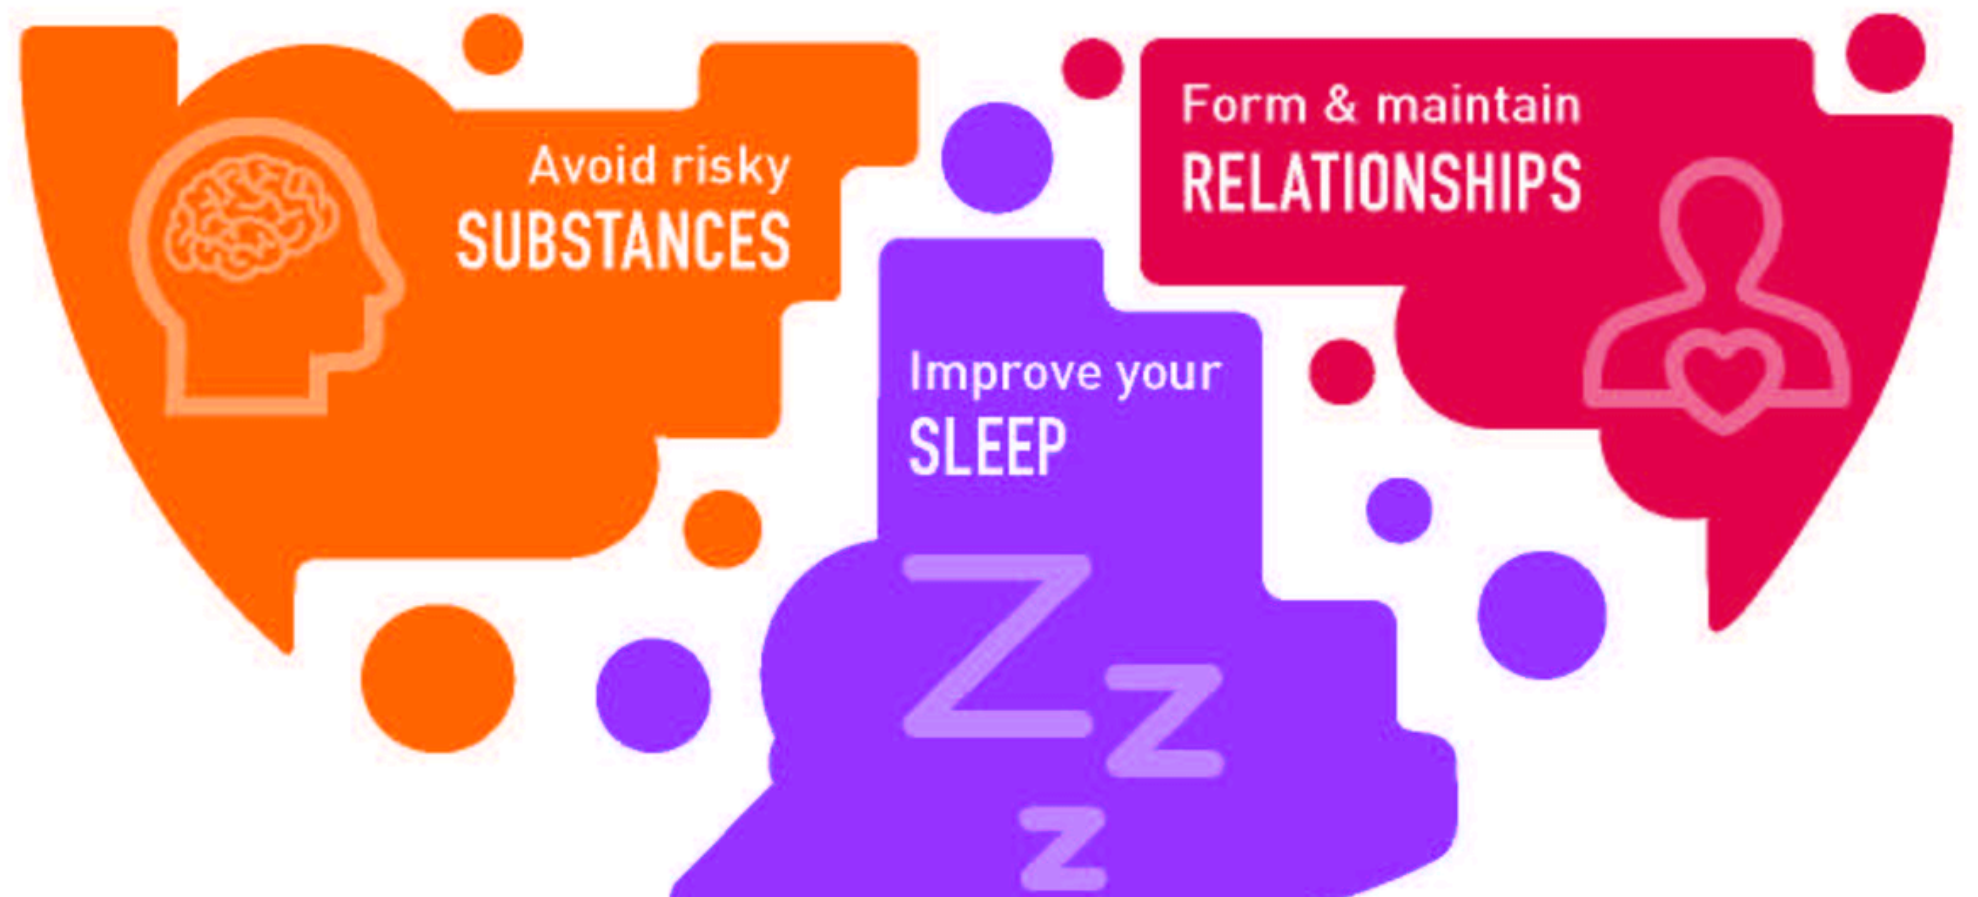 Avoid risky
SUBSTANCES
Form & maintain
RELATIONSHIPS
Improve your
SLEEP
Z
z
z